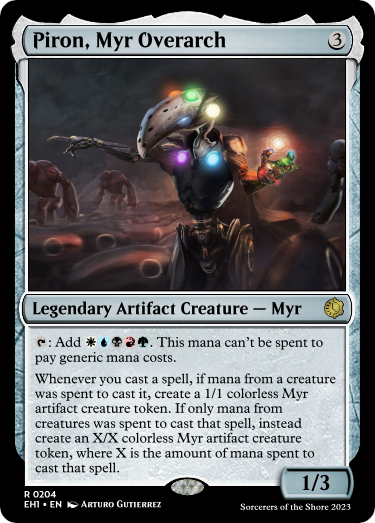 Piron, Myr Overarch 3
Legendary Artifact Creature — Myr
: Add . This mana can't be spent to
pay generic mana costs.
Whenever you cast a spell, if mana from a creature
was spent to cast it, create a 1/1 colorless Myr
artifact creature token. If only mana from
creatures was spent to cast that spell, instead
create an X/X colorless Myr artifact creature
token, where X is the amount of mana spent to
cast that spell.
1/3
R 0204
EH1 • EN Arturo Gutierrez
Sorcerers of the Shore 2023